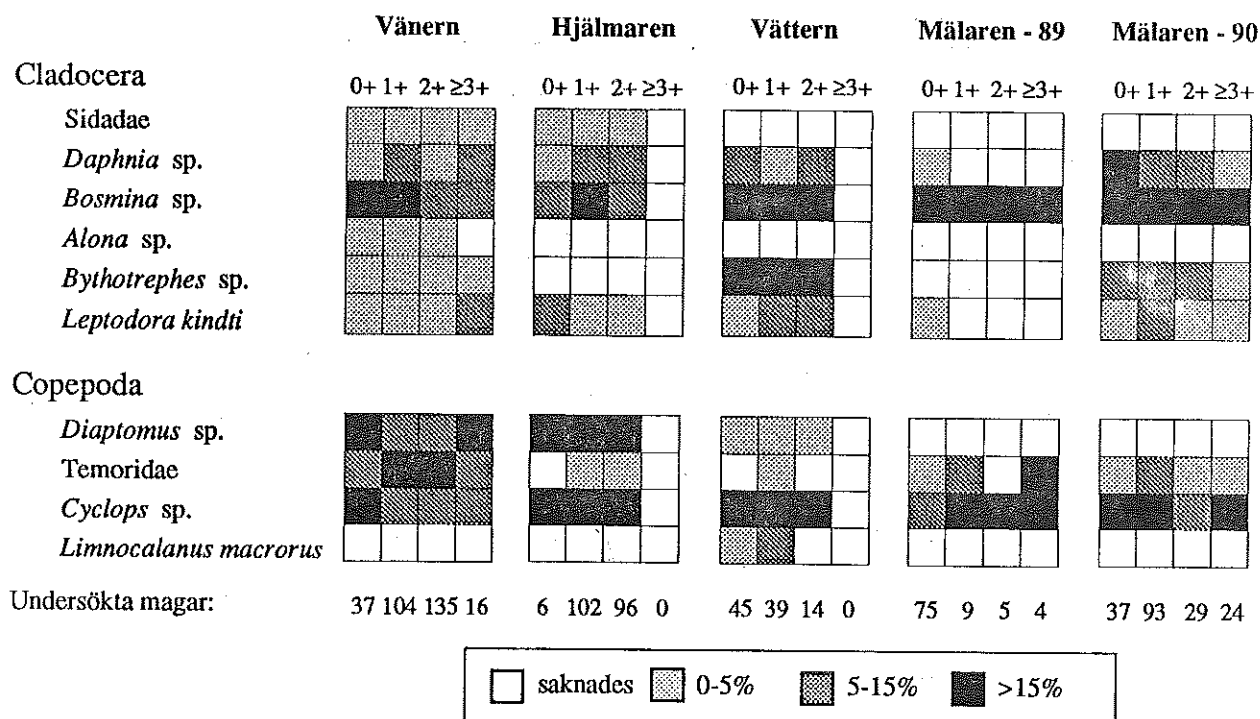 Vänern Hjälmaren Vättern Mälaren - 89 Mälaren - 90
Cladocera
0+ 1+ 2+ ≥3+ 0+ 1+ 2+ ≥3+ 0+ 1+ 2+ ≥3+ 0+ 1+ 2+ ≥3+ 0+ 1+ 2+ ≥3+
Sidadae
Daphnia sp.
Bosmina sp.
Alona sp.
Bythotrephes sp.
Leptodora kindti
Copepoda
Diaptomus sp.
Temoridae
Cyclops sp.
Limnocalanus macrorus
Undersökta magar: 37 104 135 16 6 102 96 0 45 39 14 0 75 9 5 4 37 93 29 24
saknades 0-5% 5-15% >15%